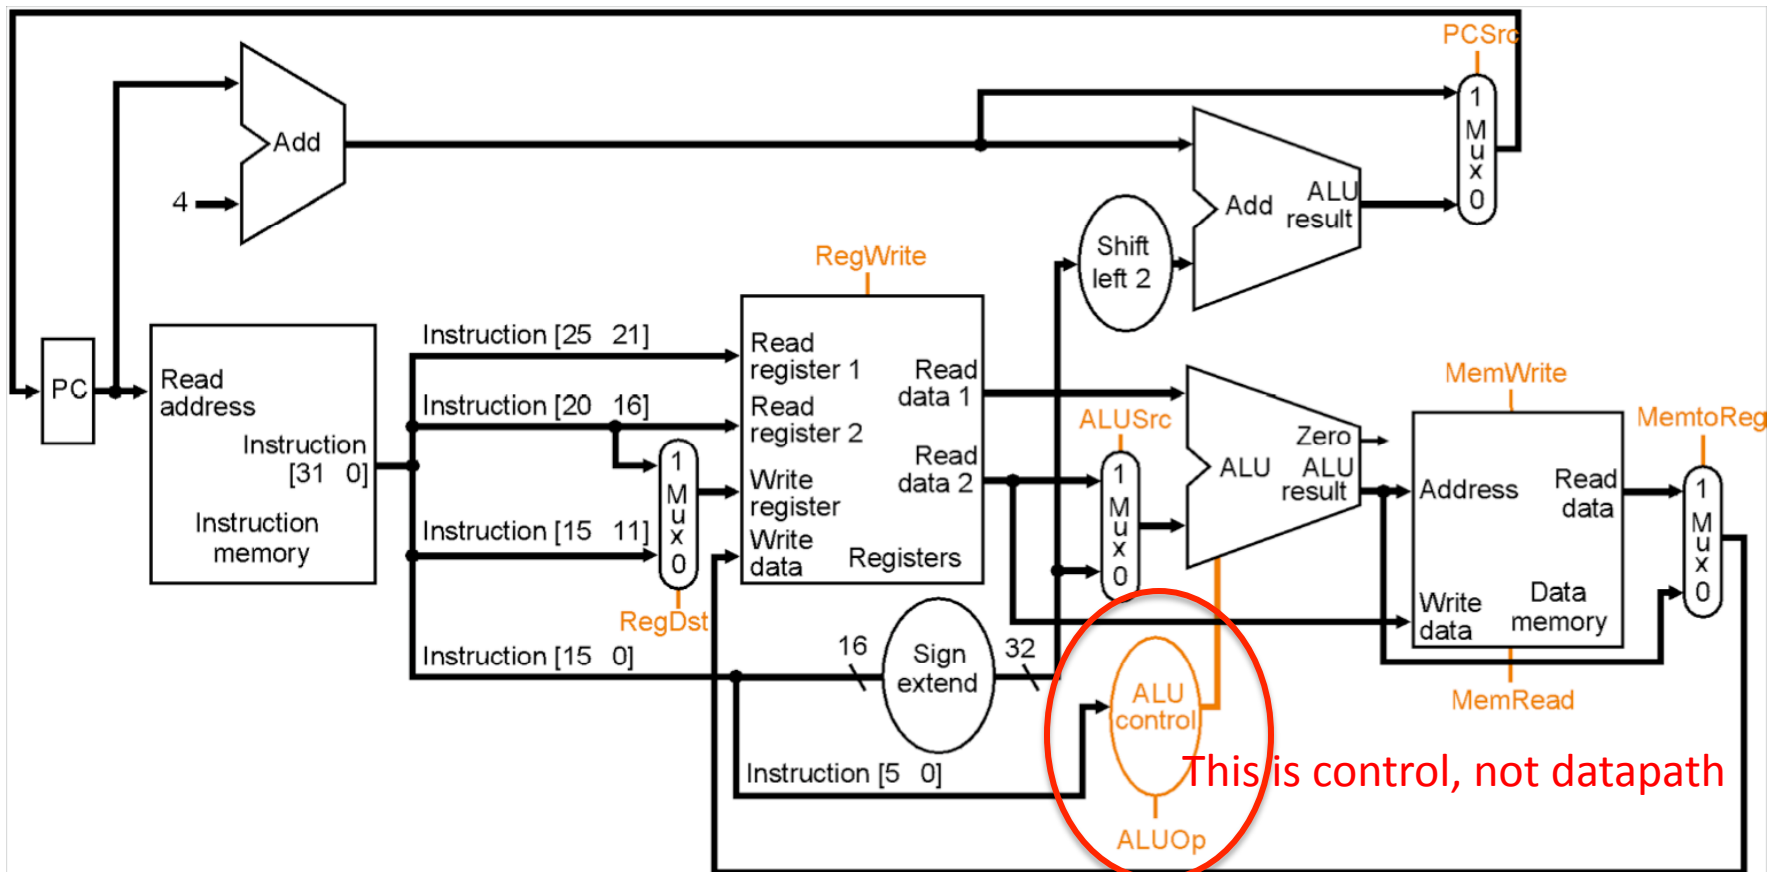 PCSrc
1
M
u
x
0
Add
4
Add
ALU
result
Shift
left 2
RegWrite
PC
Read
address
Instruction
[31 0]
Instruction
memory
Instruction [25 21]
Instruction [20 16]
Instruction [15 11]
Instruction [15 0]
1
M
u
x
0
RegDst
Read
register 1
Read
register 2
Write
register
Write
data
Read
data 1
Read
data 2
Registers
16
Sign
extend
32
Instruction [5 0]
ALUSrc
1
M
u
x
0
ALU
Zero
ALU
result
ALU
control
ALUOp
MemWrite
Address
Read
data
Write
data
Data
memory
MemRead
MemtoReg
1
M
u
x
0
This is control, not datapath